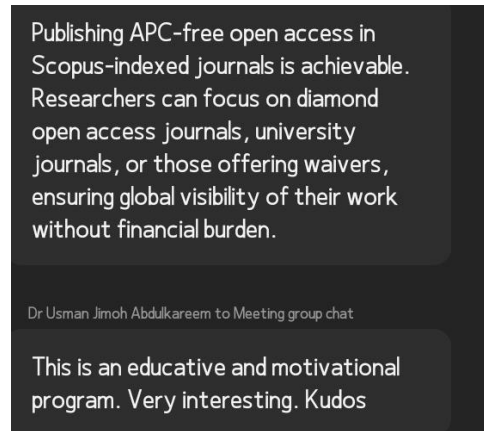 Publishing APC-free open access in
Scopus-indexed journals is achievable.
Researchers can focus on diamond
open access journals, university
journals, or those offering waivers,
ensuring global visibility of their work
without financial burden.
Dr Usman Jimoh Abdulkareem to Meeting group chat
This is an educative and motivational
program. Very interesting. Kudos